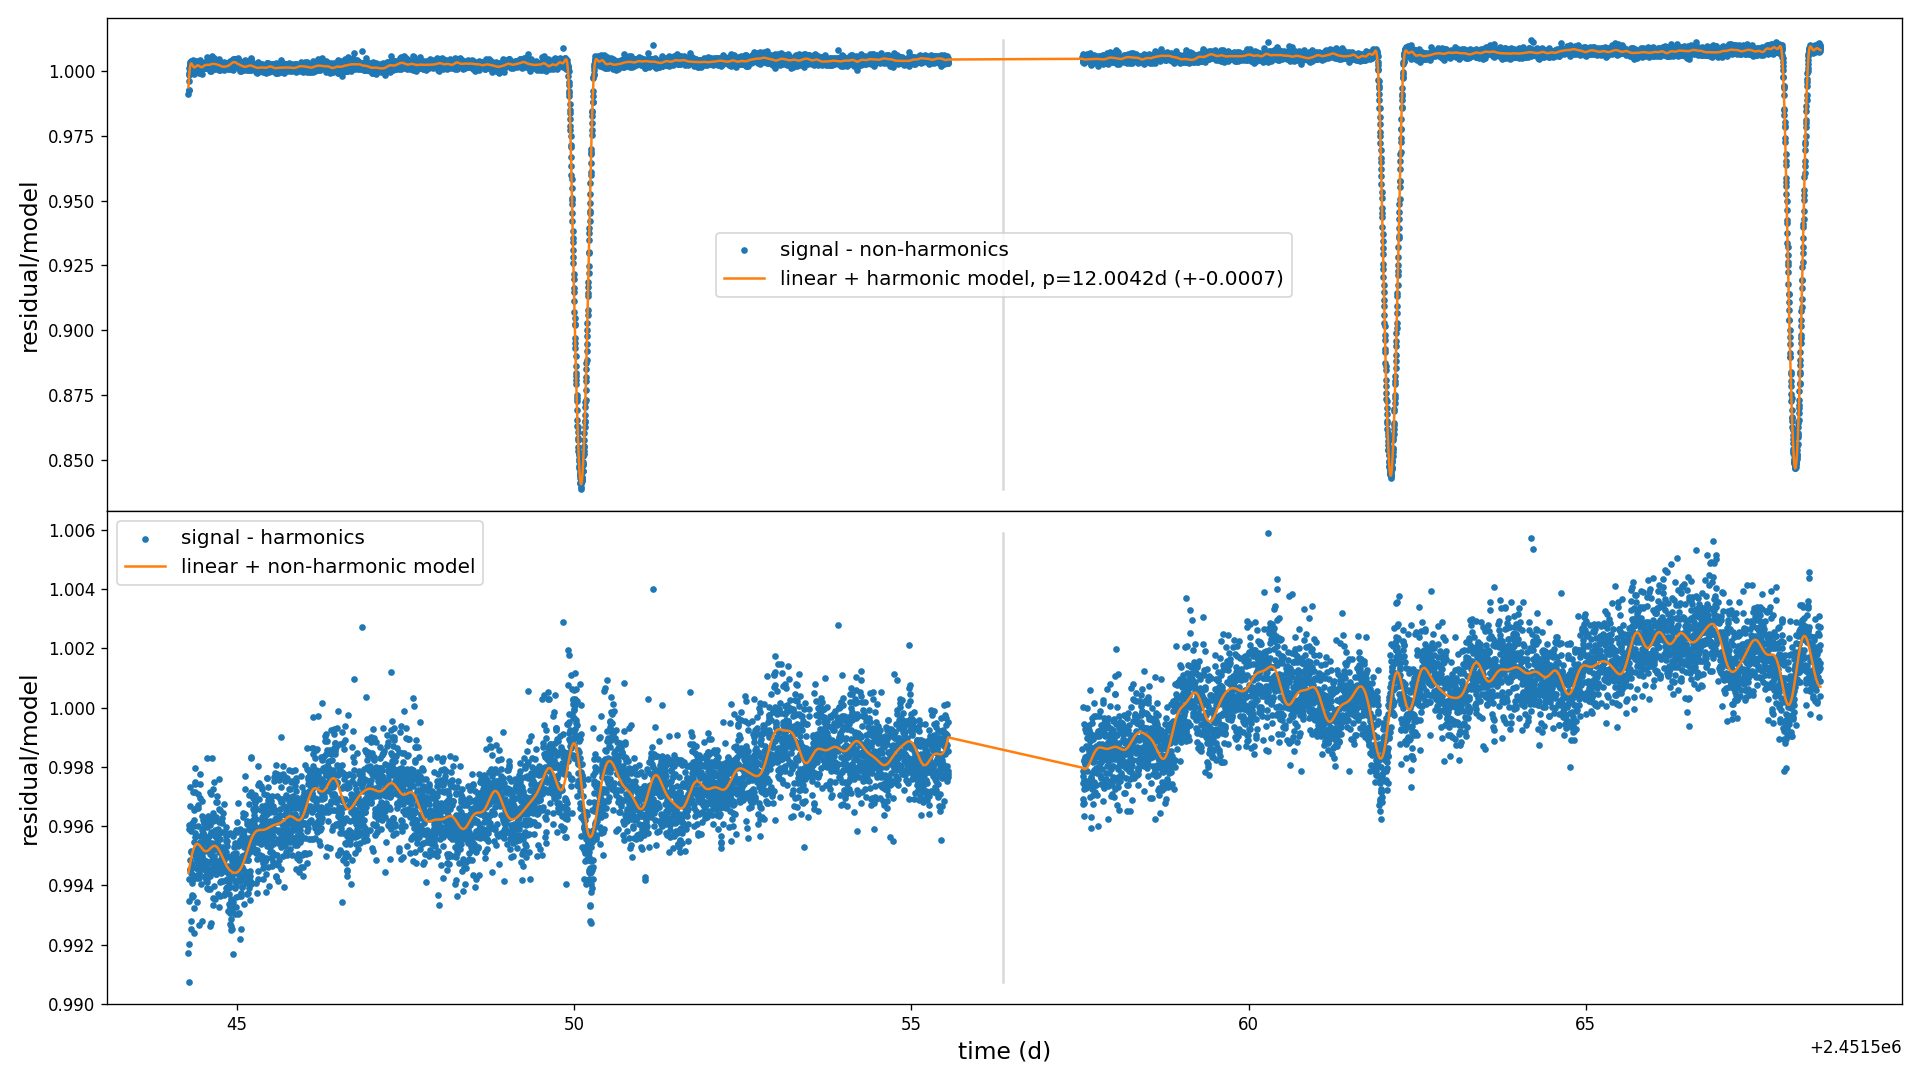 1.000
0.975
0.950
0.925
0.900
0.875
0.850
residual/model
signal - non-harmonics
linear + harmonic model, p=12.0042d (+-0.0007)
1.006
1.004
1.002
1.000
0.998
0.996
0.994
0.992
0.990
residual/model
signal - harmonics
linear + non-harmonic model
45
50
55
60
65
time (d)
+2.4515e6